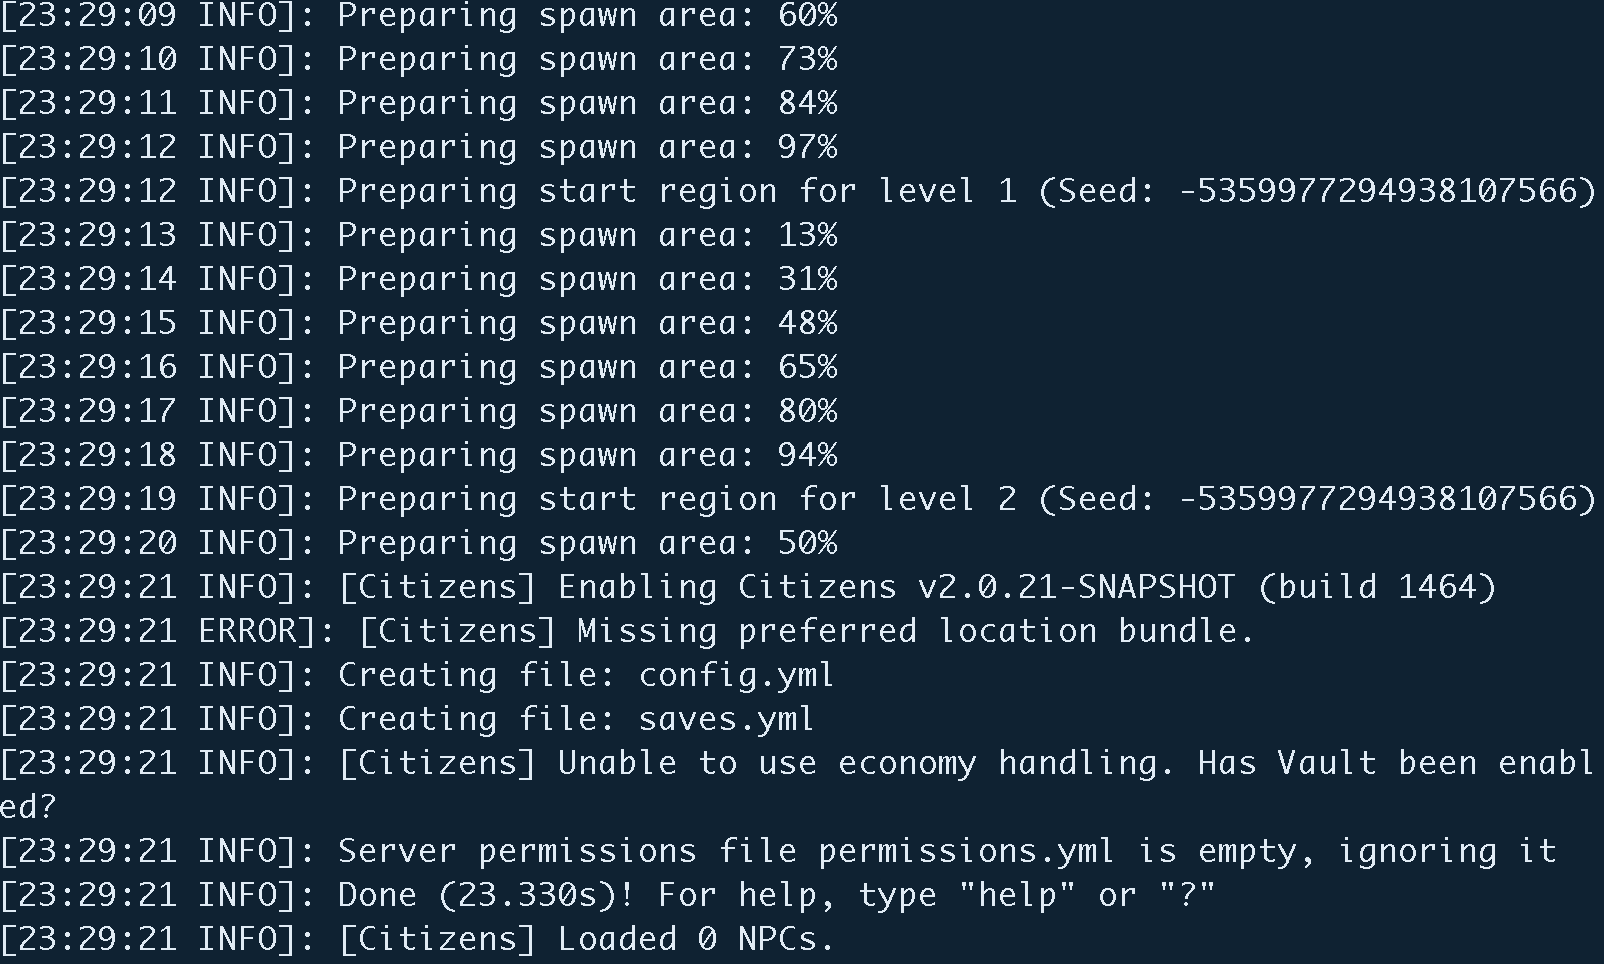 [23:29:09 INFO]: Preparing spawn area: 60%
[23:29:10 INFO]: Preparing spawn area: 73%
[23:29:11 INFO]: Preparing spawn area: 84%
[23:29:12 INFO]: Preparing spawn area: 97%
[23:29:12 INFO]: Preparing start region for level 1 (Seed: -5359977294938107566)
[23:29:13 INFO]: Preparing spawn area: 13%
[23:29:14 INFO]: Preparing spawn area: 31%
[23:29:15 INFO]: Preparing spawn area: 48%
[23:29:16 INFO]: Preparing spawn area: 65%
[23:29:17 INFO]: Preparing spawn area: 80%
[23:29:18 INFO]: Preparing spawn area: 94%
[23:29:19 INFO]: Preparing start region for level 2 (Seed: -5359977294938107566)
[23:29:20 INFO]: Preparing spawn area: 50%
[23:29:21 INFO]: [Citizens] Enabling Citizens v2.0.21-SNAPSHOT (build 1464)
[23:29:21 ERROR]: [Citizens] Missing preferred location bundle.
[23:29:21 INFO]: Creating file: config.yml
[23:29:21 INFO]: Creating file: saves.yml
[23:29:21 INFO]: [Citizens] Unable to use economy handling. Has Vault been enabl
ed?
[23:29:21 INFO]: Server permissions file permissions.yml is empty, ignoring it
[23:29:21 INFO]: Done (23.330s)! For help, type "help" or "?"
[23:29:21 INFO]: [Citizens] Loaded 0 NPCs.